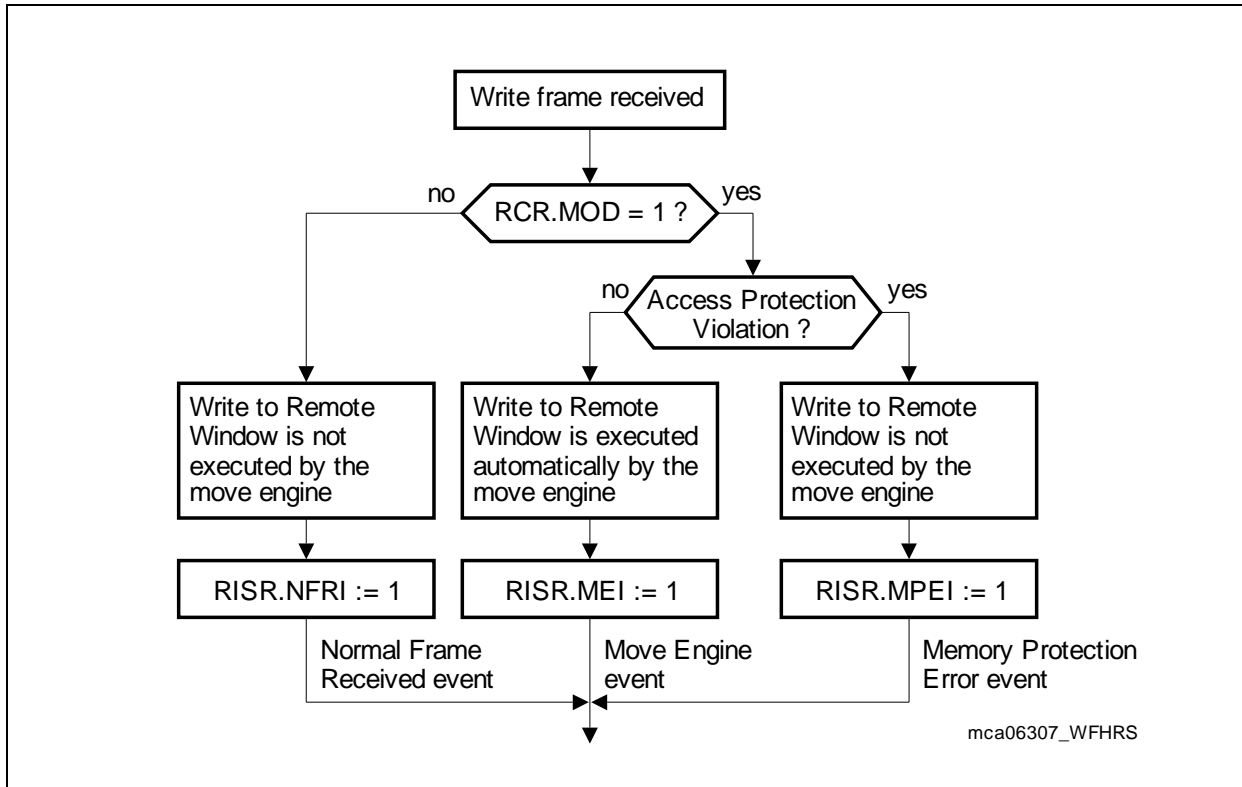 Write frame received
no
yes
RCR.MOD = 1 ?
no
yes
Access Protection
Violation ?
Write to Remote
Window is not
executed by the
move engine
Write to Remote
Window is executed
automatically by the
move engine
Write to Remote
Window is not
executed by the
move engine
RISR.NFRI := 1
RISR.MEI := 1
RISR.MPEI := 1
Normal Frame
Received event
Move Engine
event
Memory Protection
Error event
mca06307_WFHRS